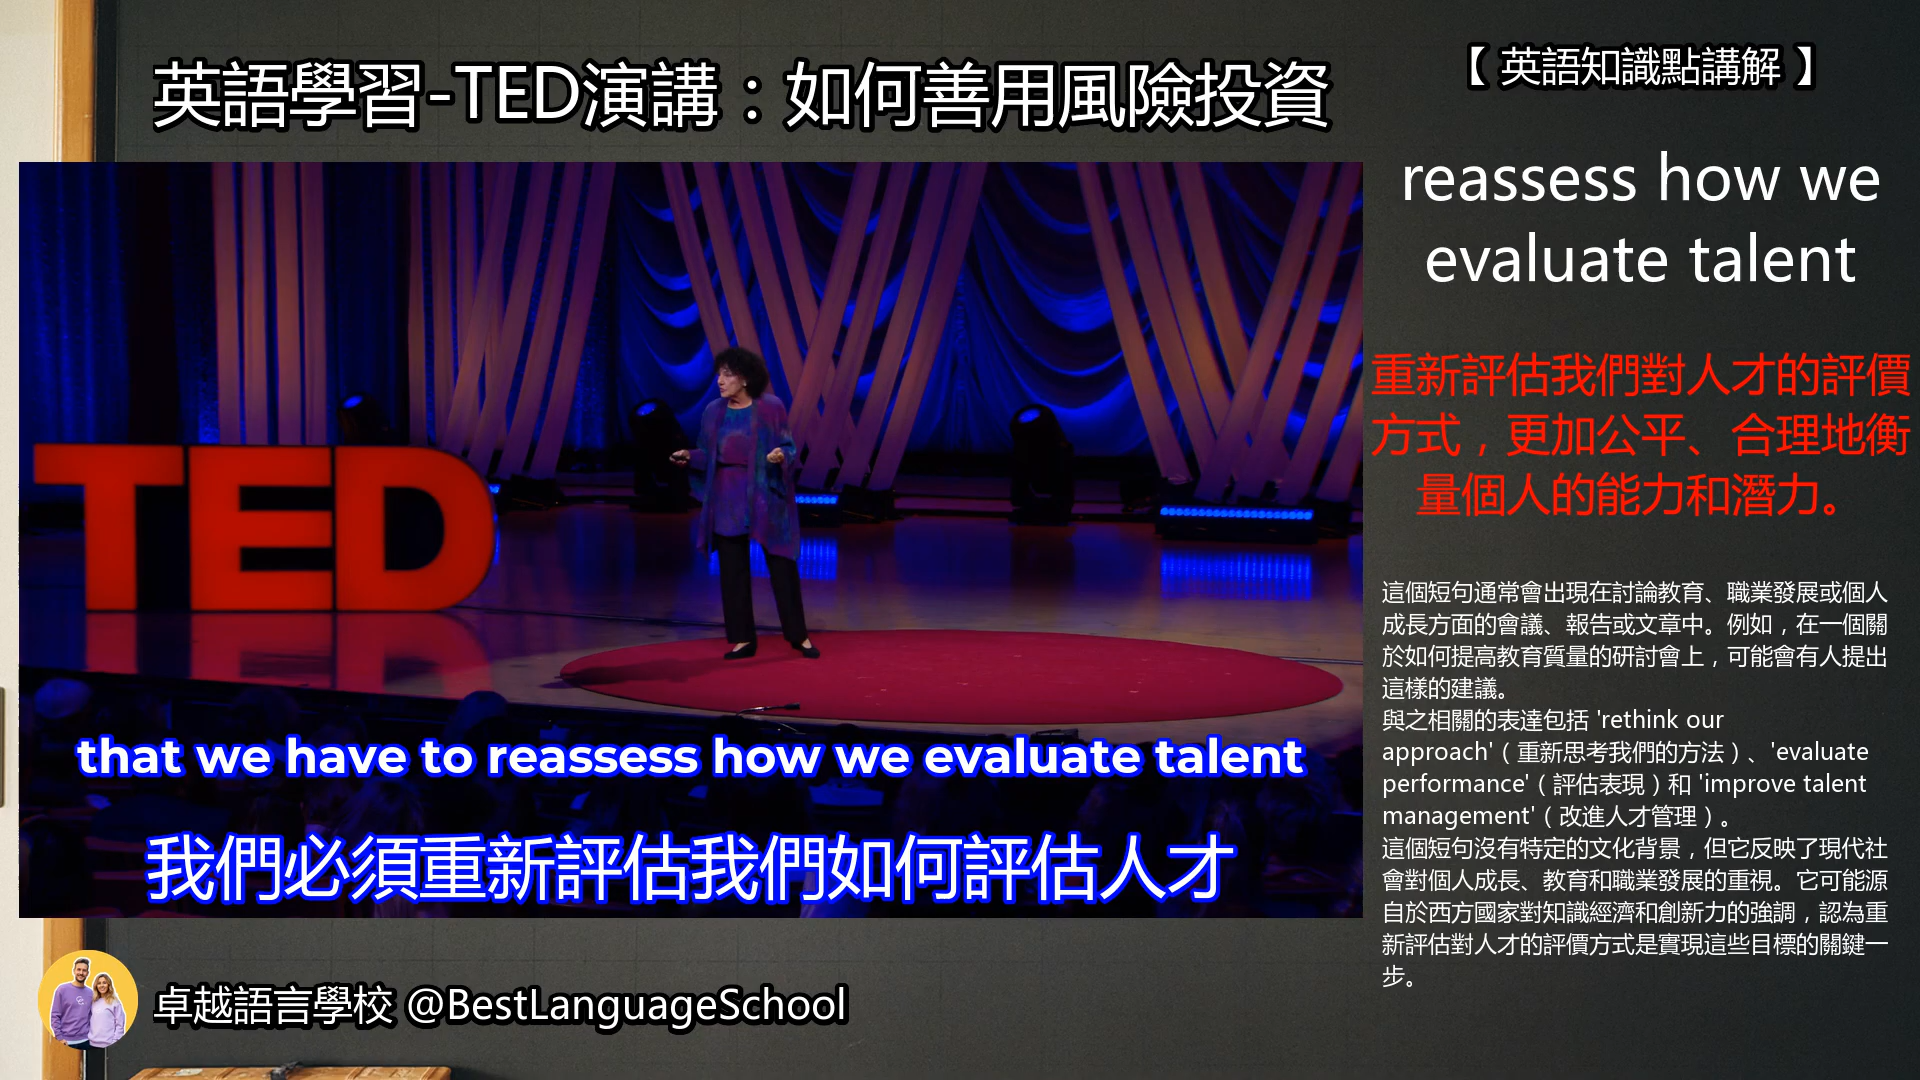 英語學習-TED演講：如何善用風險投資
TED
that we have to reassess how we evaluate talent
我們必須重新評估我們如何評估人才
卓越語言學校 @BestLanguageSchool
【 英語知識點講解 】
reassess how we
evaluate talent
重新評估我們對人才的評價
方式，更加公平、合理地衡
量個人的能力和潛力。
這個短句通常會出現在討論教育、職業發展或個人
成長方面的會議、報告或文章中。例如，在一個關
於如何提高教育質量的研討會上，可能會有人提出
這樣的建議。
與之相關的表達包括 'rethink our
approach'（重新思考我們的方法）、'evaluate
performance'（評估表現）和 'improve talent
management'（改進人才管理）。
這個短句沒有特定的文化背景，但它反映了現代社
會對個人成長、教育和職業發展的重視。它可能源
自於西方國家對知識經濟和創新力的強調，認為重
新評估對人才的評價方式是實現這些目標的關鍵一
步。